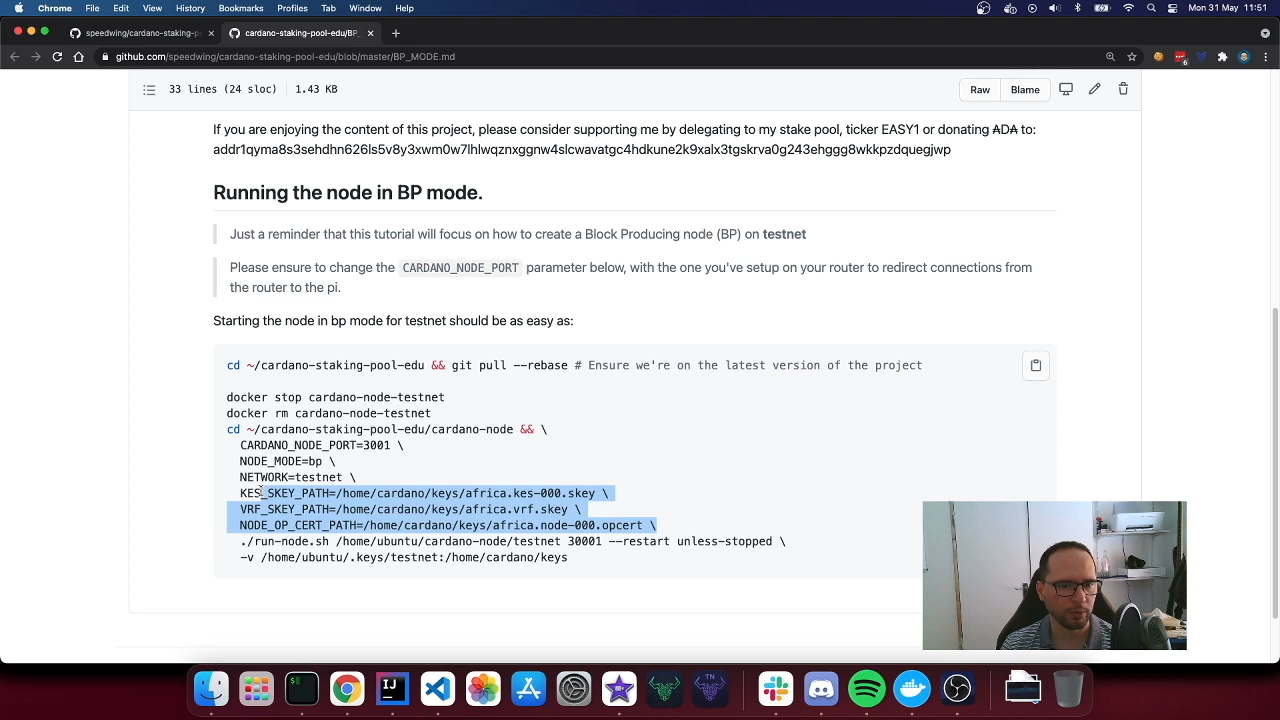 Chrome File Edit View History Bookmarks Profiles Tab Window Help Mon 31 May 11:51
speedwing/cardano-staking-p cardano-staking-pool-edu/BP_
github.com/speedwing/cardano-staking-pool-edu/blob/master/BP_MODE.md
33 lines (24 sloc) 1.43 KB Raw Blame
If you are enjoying the content of this project, please consider supporting me by delegating to my stake pool, ticker EASY1 or donating ₳D₳ to:
Running the node in BP mode.
Just a reminder that this tutorial will focus on how to create a Block Producing node (BP) on testnet
Please ensure to change the CARDANO_NODE_PORT parameter below, with the one you've setup on your router to redirect connections from
the router to the pi.
Starting the node in bp mode for testnet should be as easy as:
cd ~/cardano-staking-pool-edu && git pull --rebase # Ensure we're on the latest version of the project
docker stop cardano-node-testnet
docker rm cardano-node-testnet
cd ~/cardano-staking-pool-edu/cardano-node && \
CARDANO_NODE_PORT=3001 \
NODE_MODE=bp \
NETWORK=testnet \
KES_SKEY_PATH=/home/cardano/keys/africa.kes-000.skey \
VRF_SKEY_PATH=/home/cardano/keys/africa.vrf.skey \
NODE_OP_CERT_PATH=/home/cardano/keys/africa.node-000.opcert \
./run-node.sh /home/ubuntu/cardano-node/testnet 30001 --restart unless-stopped \
-v /home/ubuntu/.keys/testnet:/home/cardano/keys